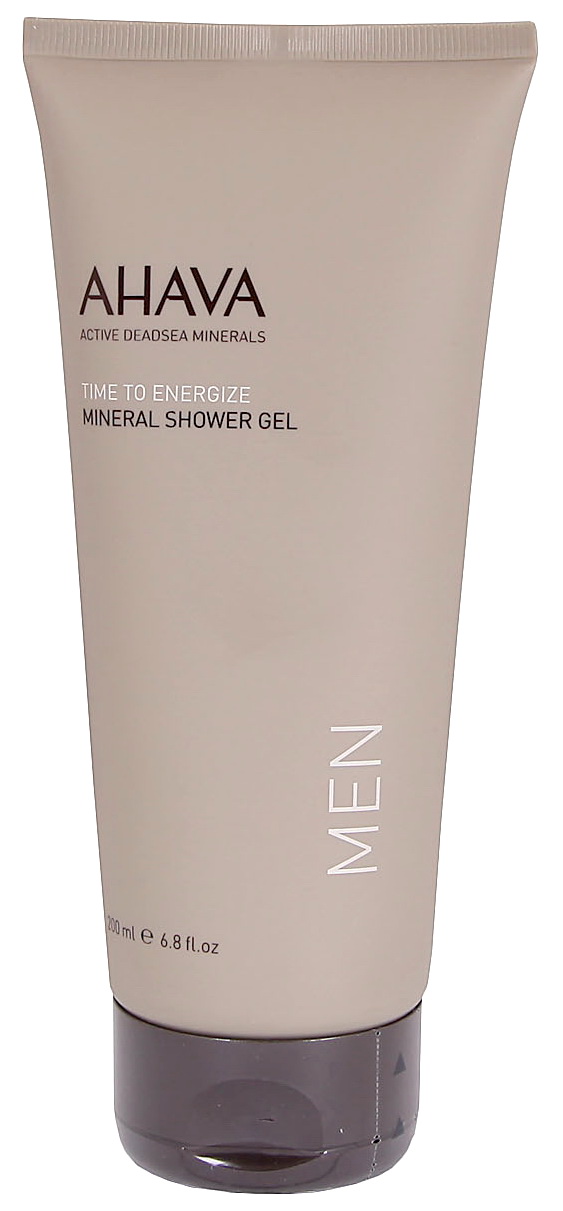 AHAVA
ACTIVE DEADSEA MINERALS
TIME TO ENERGIZE
MINERAL SHOWER GEL
MEN
200 ml e 6.8 fl.oz